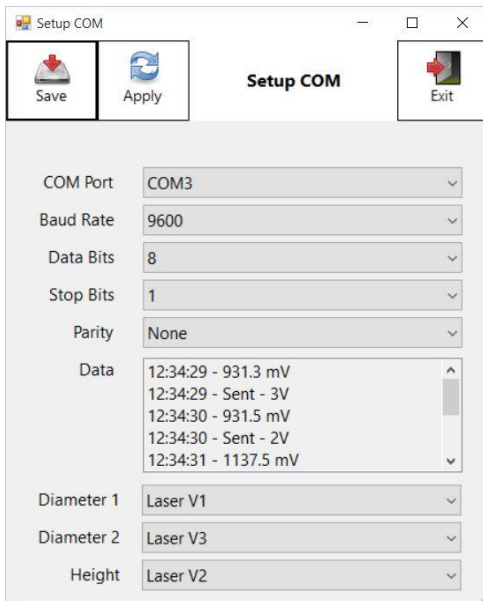 Setup COM
Save
Apply
Setup COM
Exit
COM Port COM3
Baud Rate 9600
Data Bits 8
Stop Bits 1
Parity None
Data 12:34:29 - 931.3 mV
12:34:29 - Sent - 3V
12:34:30 - 931.5 mV
12:34:30 - Sent - 2V
12:34:31 - 1137.5 mV
Diameter 1 Laser V1
Diameter 2 Laser V3
Height Laser V2